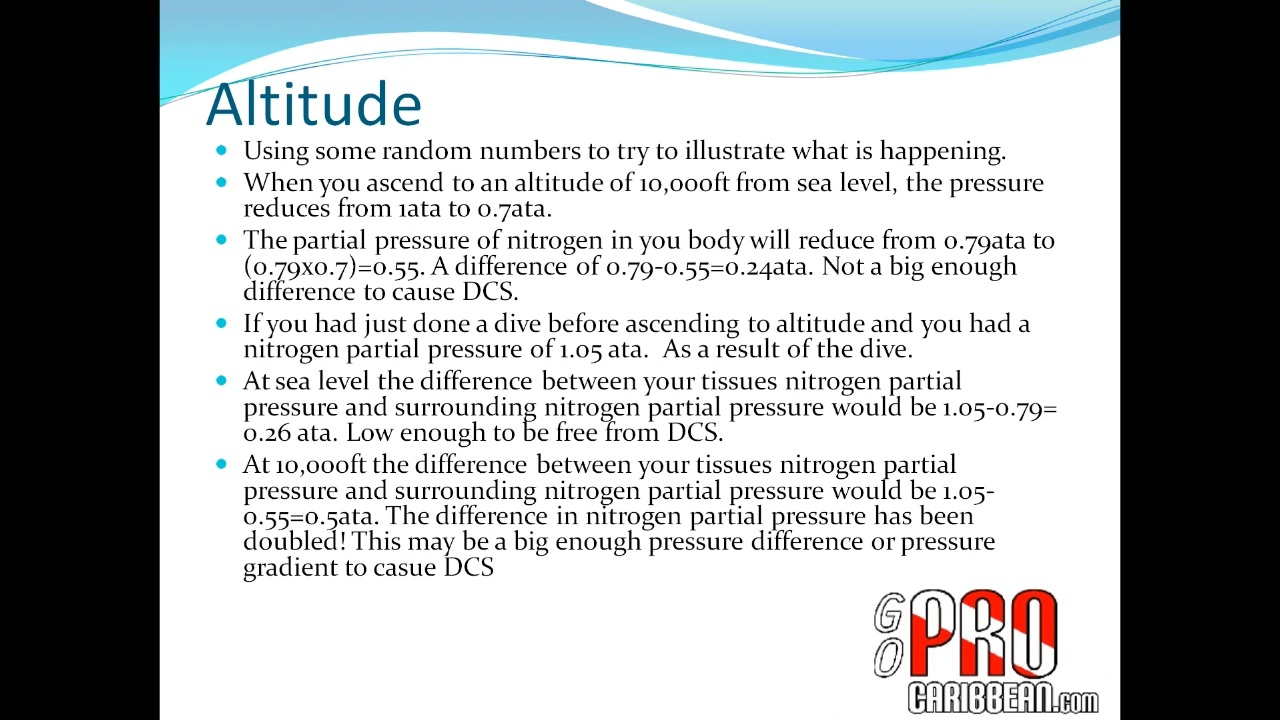 Altitude
Using some random numbers to try to illustrate what is happening.
When you ascend to an altitude of 10,000ft from sea level, the pressure
reduces from 1ata to 0.7ata.
The partial pressure of nitrogen in you body will reduce from 0.79ata to
(0.79x0.7)=0.55. A difference of 0.79-0.55=0.24ata. Not a big enough
difference to cause DCS.
If you had just done a dive before ascending to altitude and you had a
nitrogen partial pressure of 1.05 ata.  As a result of the dive.
At sea level the difference between your tissues nitrogen partial
pressure and surrounding nitrogen partial pressure would be 1.05-0.79=
0.26 ata. Low enough to be free from DCS.
At 10,000ft the difference between your tissues nitrogen partial
pressure and surrounding nitrogen partial pressure would be 1.05-
0.55=0.5ata. The difference in nitrogen partial pressure has been
doubled! This may be a big enough pressure difference or pressure
gradient to casue DCS
GO PRO
CARIBBEAN.com